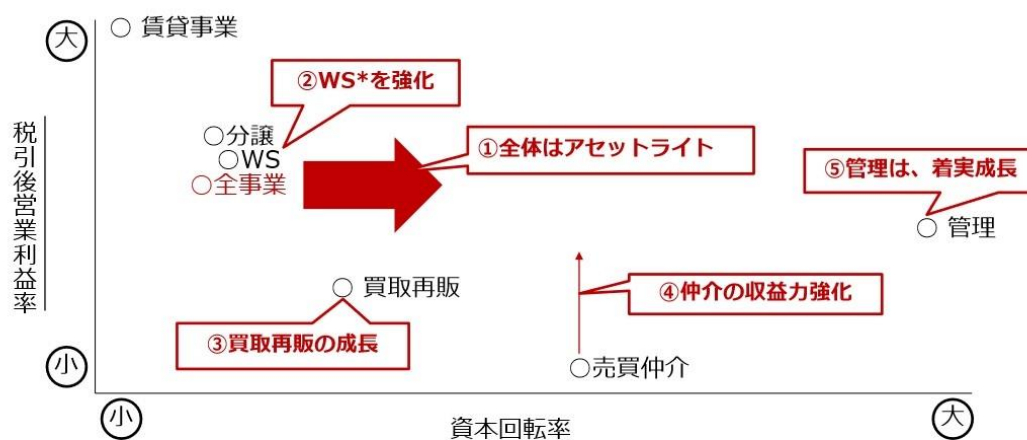 大
○ 賃貸事業
②WS*を強化
○分譲
○WS
○全事業
①全体はアセットライト
⑤管理は、着実成長
○ 管理
税引後営業利益率
○ 買取再販
④仲介の収益力強化
③買取再販の成長
○売買仲介
小
小
資本回転率
大